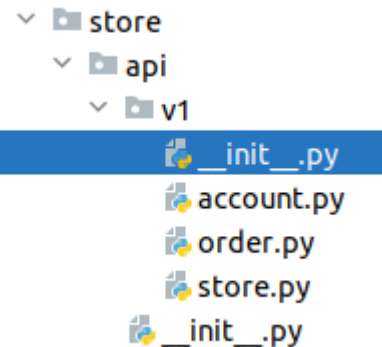 store
api
v1
__init__.py
account.py
order.py
store.py
__init__.py